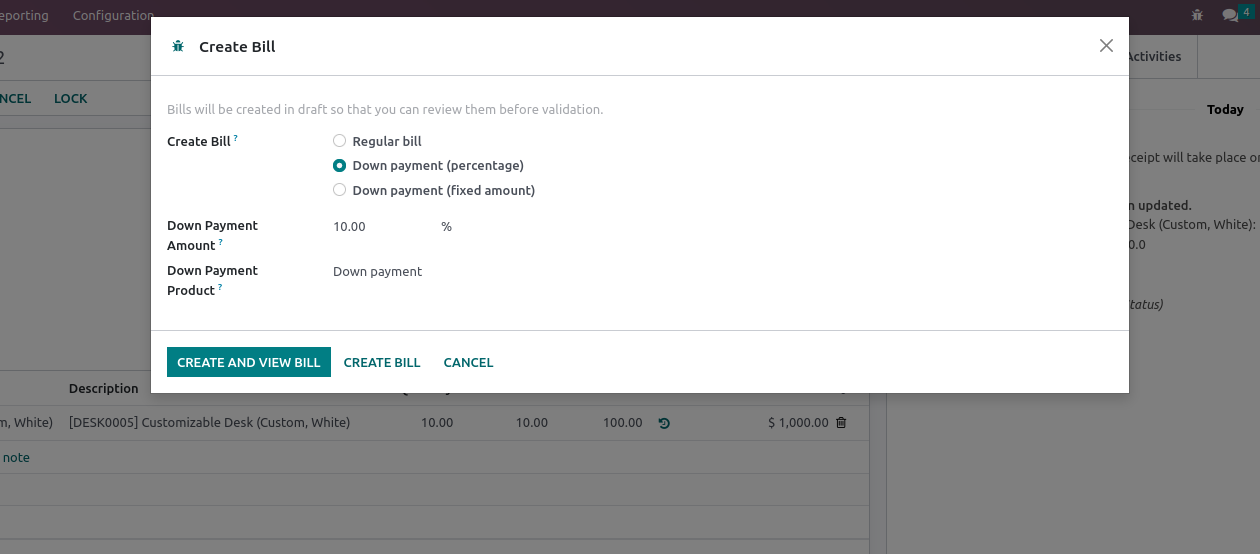 eporting Configuration 4
Create Bill
2 Activities
NCEL LOCK
Bills will be created in draft so that you can review them before validation.
Today
Create Bill ?
Regular bill
Down payment (percentage)
Down payment (fixed amount)
eceipt will take place on
n updated.
Desk (Custom, White):
0.0
Down Payment
Amount ?
10.00 %
Down Payment
Product ?
Down payment
tatus)
CREATE AND VIEW BILL CREATE BILL CANCEL
Description
m, White) [DESK0005] Customizable Desk (Custom, White) 10.00 10.00 100.00 $ 1,000.00
note